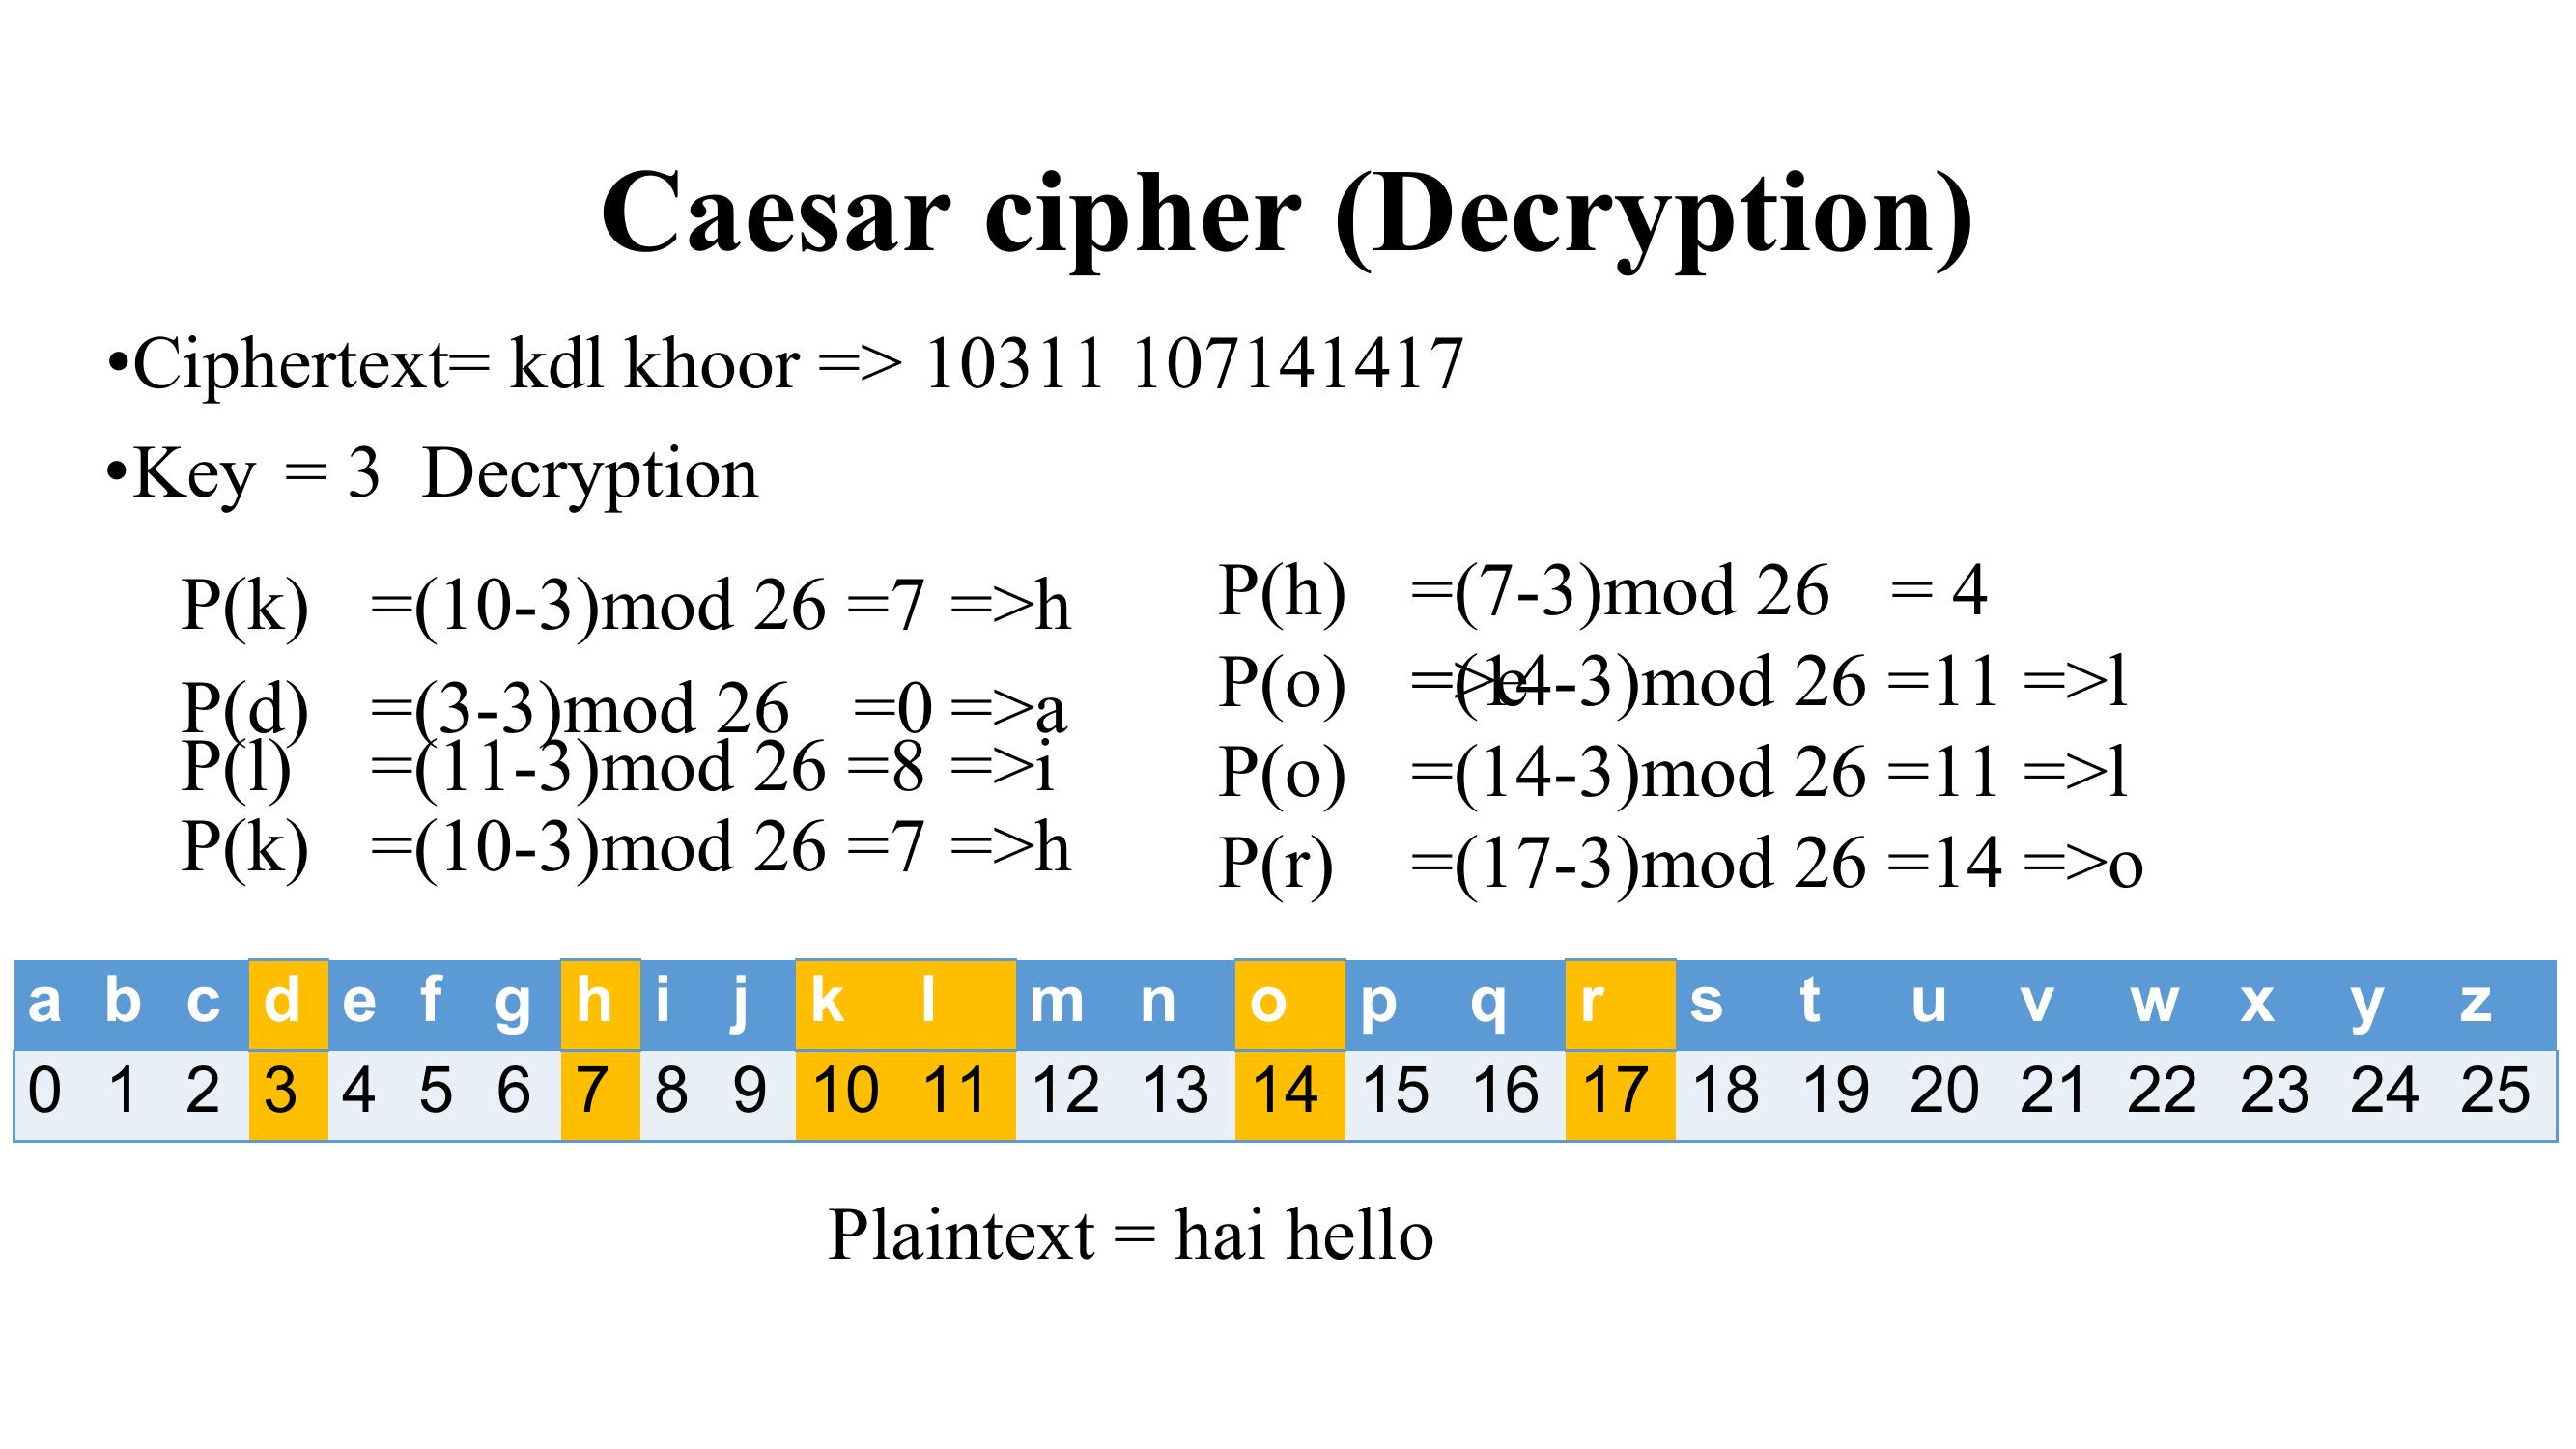 Caesar cipher (Decryption)
•Ciphertext= kdl khoor => 10311 107141417
•Key = 3 Decryption
P(k) =(10-3)mod 26 =7 =>h
P(d) =(3-3)mod 26 =0 =>a
P(l) =(11-3)mod 26 =8 =>i
P(k) =(10-3)mod 26 =7 =>h
P(h) =(7-3)mod 26 = 4
=>e
P(o) =(14-3)mod 26 =11 =>l
P(o) =(14-3)mod 26 =11 =>l
P(r) =(17-3)mod 26 =14 =>o
a b c d e f g h i j k l m n o p q r s t u v w x y z
0 1 2 3 4 5 6 7 8 9 10 11 12 13 14 15 16 17 18 19 20 21 22 23 24 25
Plaintext = hai hello